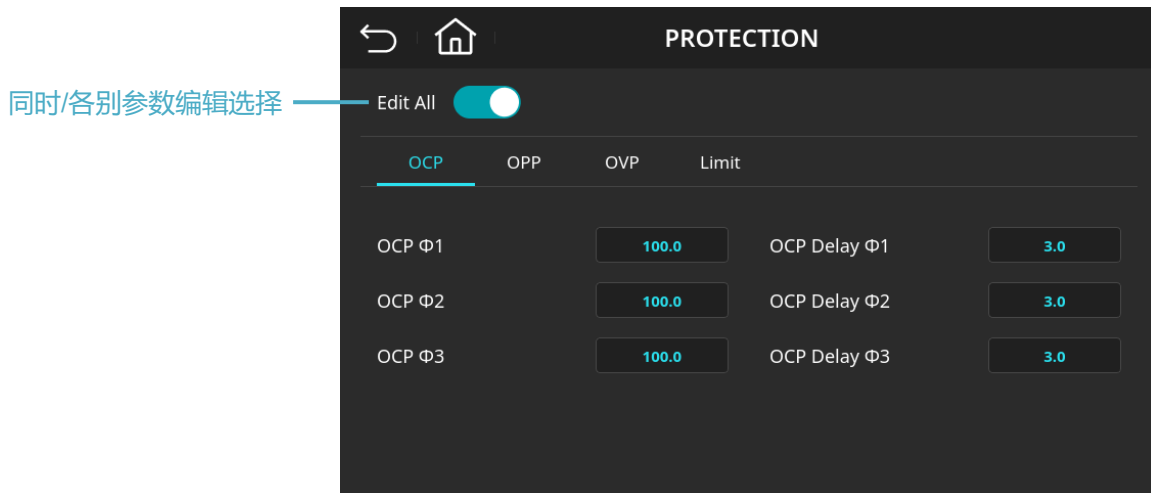 PROTECTION
同时/各别参数编辑选择
Edit All
OCP OPP OVP Limit
OCP Φ1 100.0 OCP Delay Φ1 3.0
OCP Φ2 100.0 OCP Delay Φ2 3.0
OCP Φ3 100.0 OCP Delay Φ3 3.0